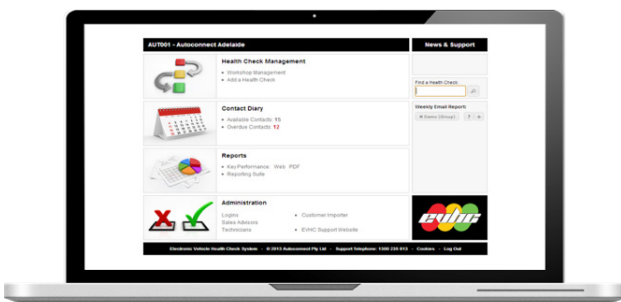 AUT001 - Autoconnect Adelaide
News & Support
Health Check Management
Workshop Management
Add a Health Check
Find a Health Check:
Contact Diary
Available Contacts: 15
Overdue Contacts: 12
Weekly Email Report:
Reports
Key Performance: Web PDF
Reporting Suite
Administration
Logins
Sales Advisors
Technicians
Customer Importer
EVHC Support Website
evhc
Electronic Vehicle Health Check System - © 2013 Autoconnect Pty Ltd - Support Telephone: 1300 235 013 - Cookies - Log Out